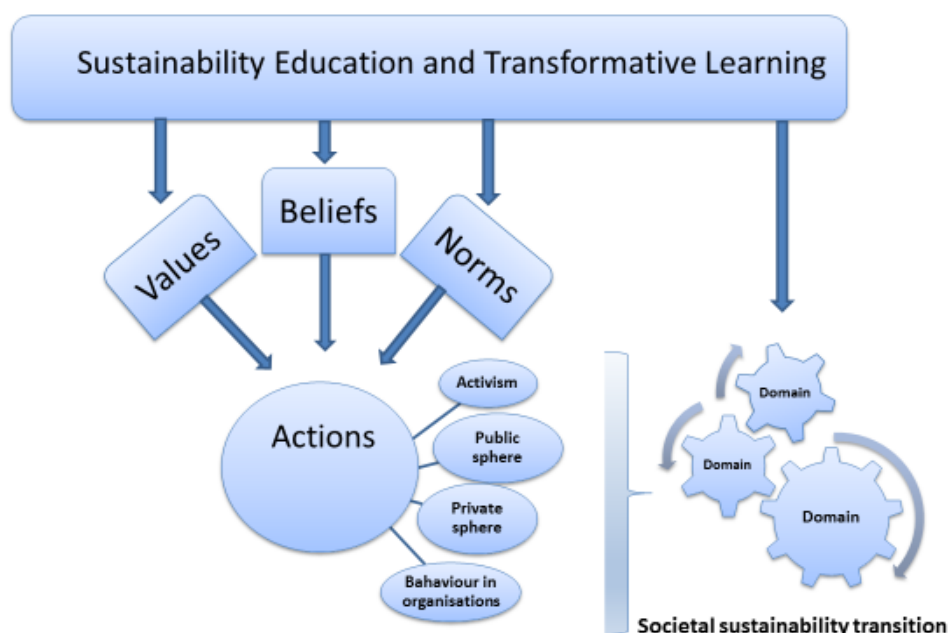 Sustainability Education and Transformative Learning
Values
Beliefs
Norms
Actions
Activism
Public
sphere
Private
sphere
Bahaviour in
organisations
Domain
Domain
Domain
Societal sustainability transition